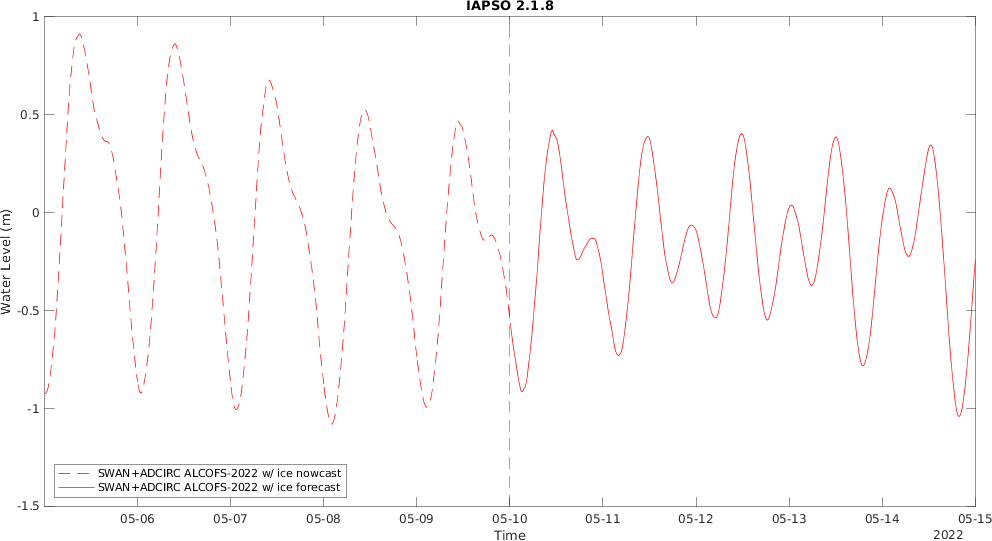 IAPSO 2.1.8
1
0.5
0
-0.5
-1
-1.5
Water Level (m)
SWAN+ADCIRC ALCOFS-2022 w/ ice nowcast
SWAN+ADCIRC ALCOFS-2022 w/ ice forecast
05-06 05-07 05-08 05-09 05-10 05-11 05-12 05-13 05-14 05-15
Time
2022